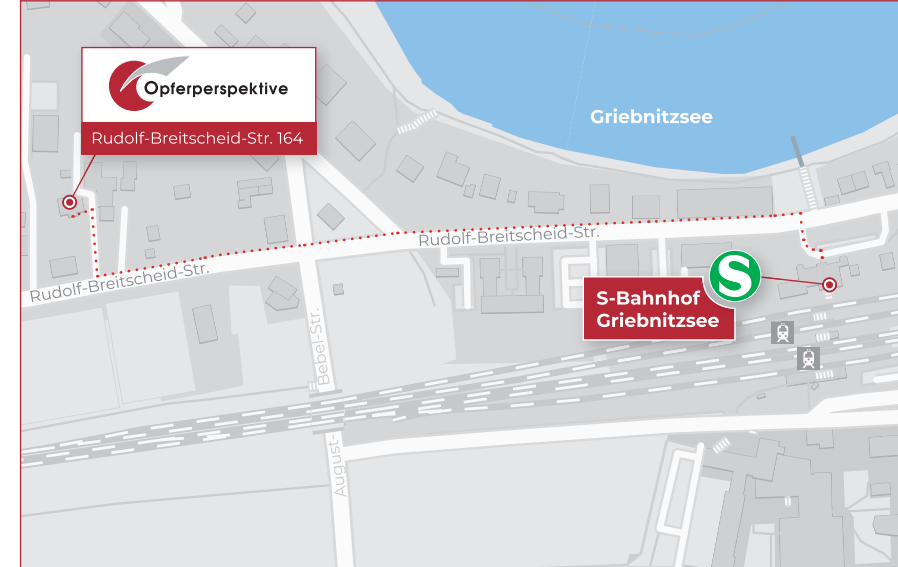 Opferperspektive
Rudolf-Breitscheid-Str. 164
Griebnitzsee
Rudolf-Breitscheid-Str.
Rudolf-Breitscheid-Str.
S
S-Bahnhof
Griebnitzsee
Bebel-Str.
August-